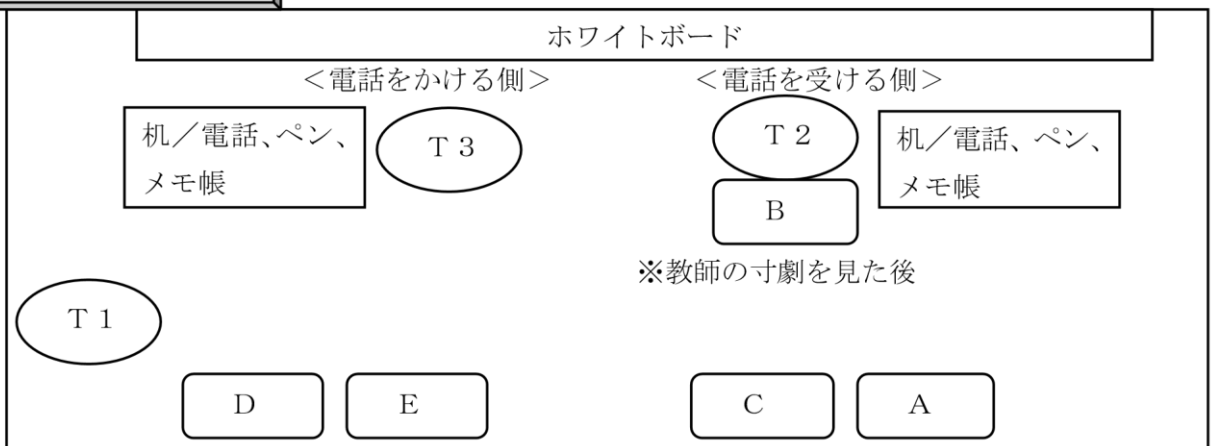 ホワイトボード
＜電話をかける側＞
＜電話を受ける側＞
机／電話、ペン、
メモ帳
Ｔ３
Ｔ２
机／電話、ペン、
メモ帳
Ｂ
※教師の寸劇を見た後
Ｔ１
Ｄ
Ｅ
Ｃ
Ａ